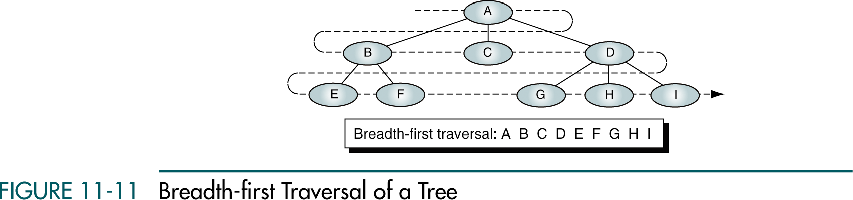 A
B C D
E F G H I
Breadth-first traversal: A B C D E F G H I
FIGURE 11-11 Breadth-first Traversal of a Tree